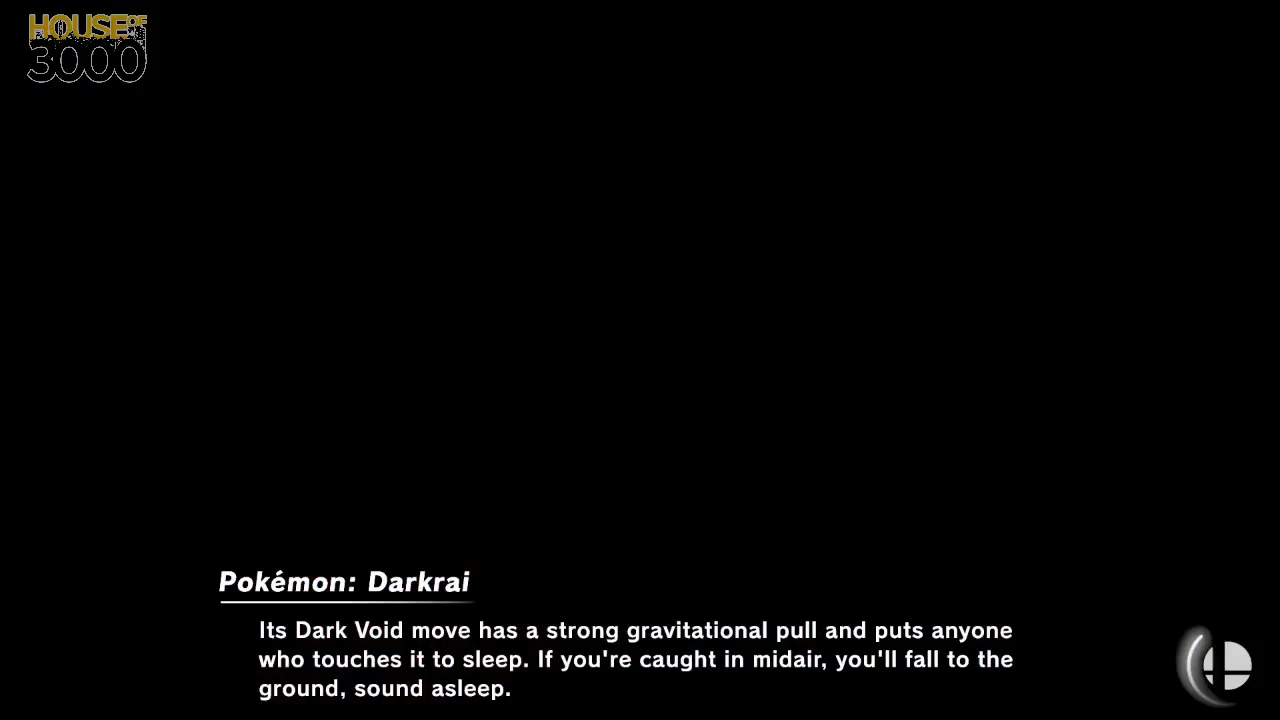 HOUSE OF
3000
Pokémon: Darkrai
Its Dark Void move has a strong gravitational pull and puts anyone
who touches it to sleep. If you're caught in midair, you'll fall to the
ground, sound asleep.